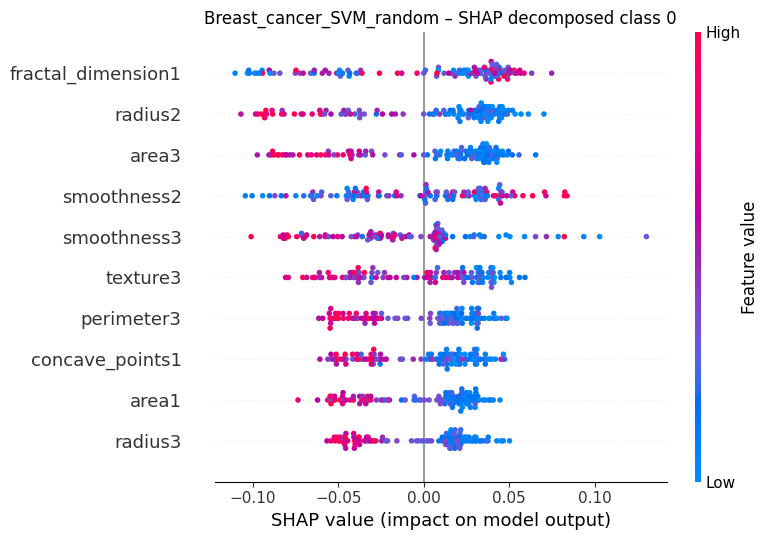 Breast_cancer_SVM_random – SHAP decomposed class 0
High
fractal_dimension1
radius2
area3
smoothness2
smoothness3
texture3
perimeter3
concave_points1
area1
radius3
Feature value
Low
−0.10 −0.05 0.00 0.05 0.10
SHAP value (impact on model output)